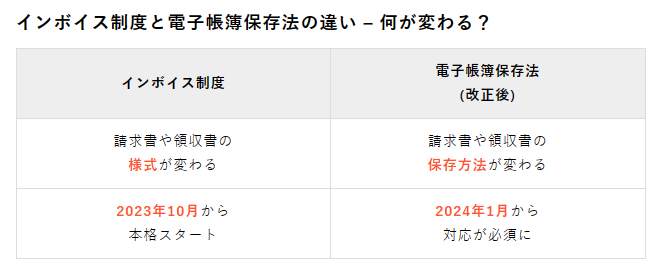 インボイス制度と電子帳簿保存法の違い – 何が変わる？
インボイス制度
電子帳簿保存法
(改正後)
請求書や領収書の
様式が変わる
請求書や領収書の
保存方法が変わる
2023年10月から
本格スタート
2024年1月から
対応が必須に